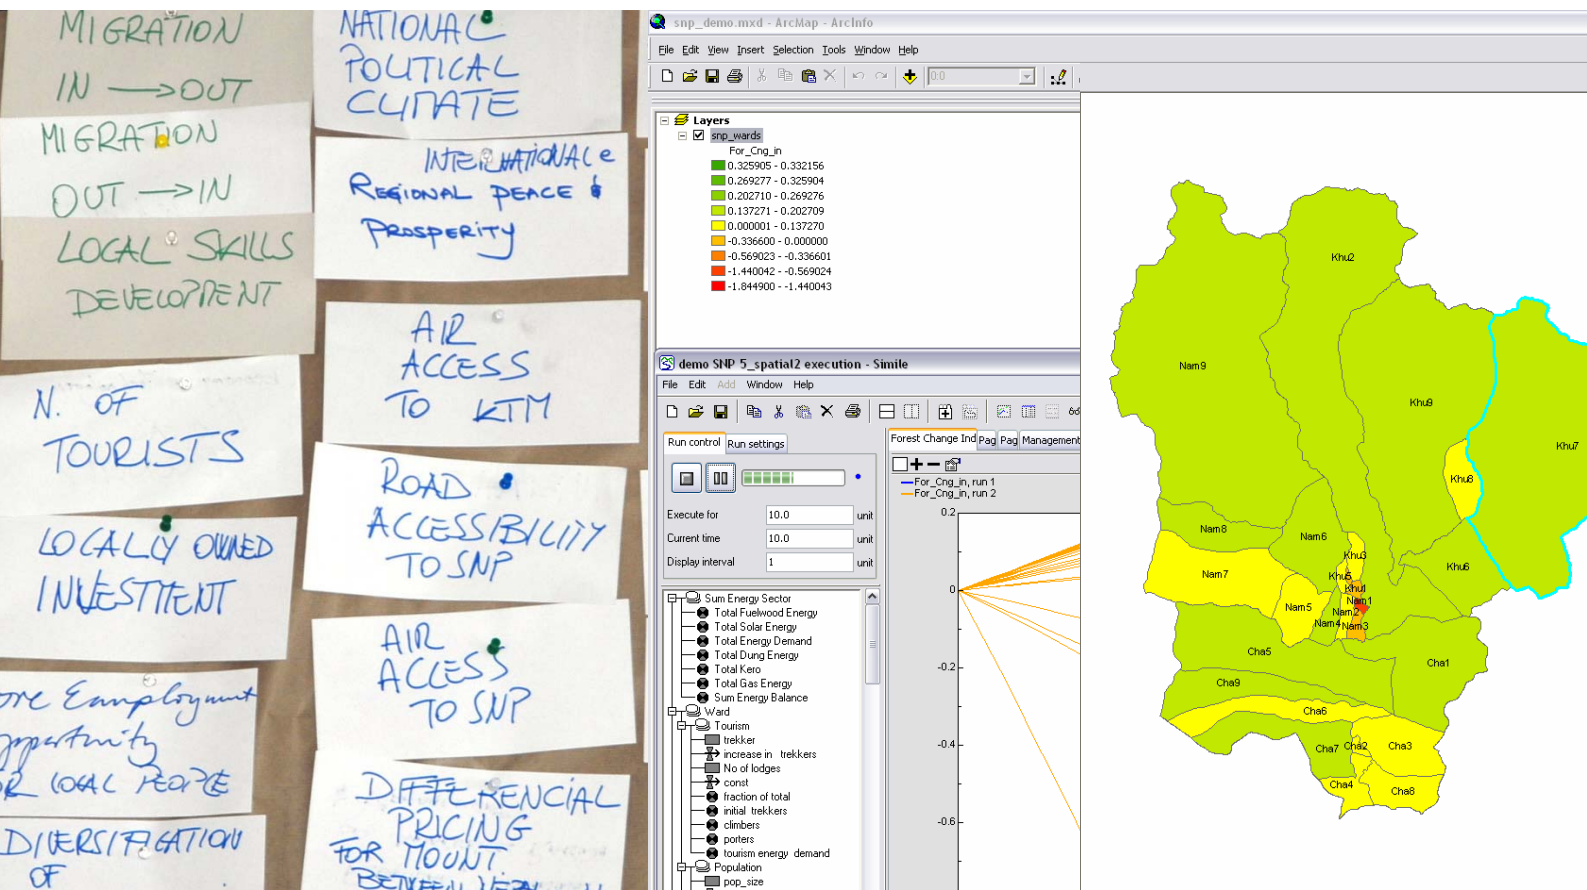 MIGRATION
IN → OUT
MIGRATION
OUT → IN
LOCAL SKILLS
DEVELOPMENT
N. OF
TOURISTS
LOCALLY OWNED
INVESTMENT
Employment
opportunity
LOCAL PEOPLE
DIVERSIFICATION
OF
NATIONAL
POLITICAL
CLIMATE
INTERNATIONAL e
REGIONAL PEACE &
PROSPERITY
AIR
ACCESS
TO KTM
ROAD
ACCESSIBILITY
TO SNP
AIR
ACCESS
TO SNP
DIFFERENCIAL
PRICING
FOR MOUNT
BETWEEN
snp_demo.mxd - ArcMap - ArcInfo
File Edit View Insert Selection Tools Window Help
0:0
Layers
snp_wards
For_Cng_in
0.325905 - 0.332156
0.269277 - 0.325904
0.202710 - 0.269276
0.137271 - 0.202709
0.000001 - 0.137270
-0.336600 - 0.000000
-0.569023 - -0.336601
-1.440042 - -0.569024
-1.844900 - -1.440043
demo SNP 5_spatial2 execution - Simile
File Edit Add Window Help
Run control Run settings
Execute for 10.0 unit
Current time 10.0 unit
Display interval 1 unit
Sum Energy Sector
Total Fuelwood Energy
Total Solar Energy
Total Energy Demand
Total Dung Energy
Total Kero
Total Gas Energy
Sum Energy Balance
Ward
Tourism
trekker
increase in trekkers
No of lodges
const
fraction of total
initial trekkers
climbers
porters
tourism energy demand
Population
pop_size
Forest Change Ind Pag Pag Management
For_Cng_in, run 1
For_Cng_in, run 2
0.2
0
-0.2
-0.4
-0.6
Khu2
Nam9
Khu9
Khu7
Khu8
Nam8
Nam6
Khu3
Khu6
Nam7
Khu5
Khu1
Nam1
Nam5
Nam2
Nam4
Nam3
Cha5
Cha1
Cha9
Cha6
Cha7
Cha2
Cha3
Cha4
Cha8